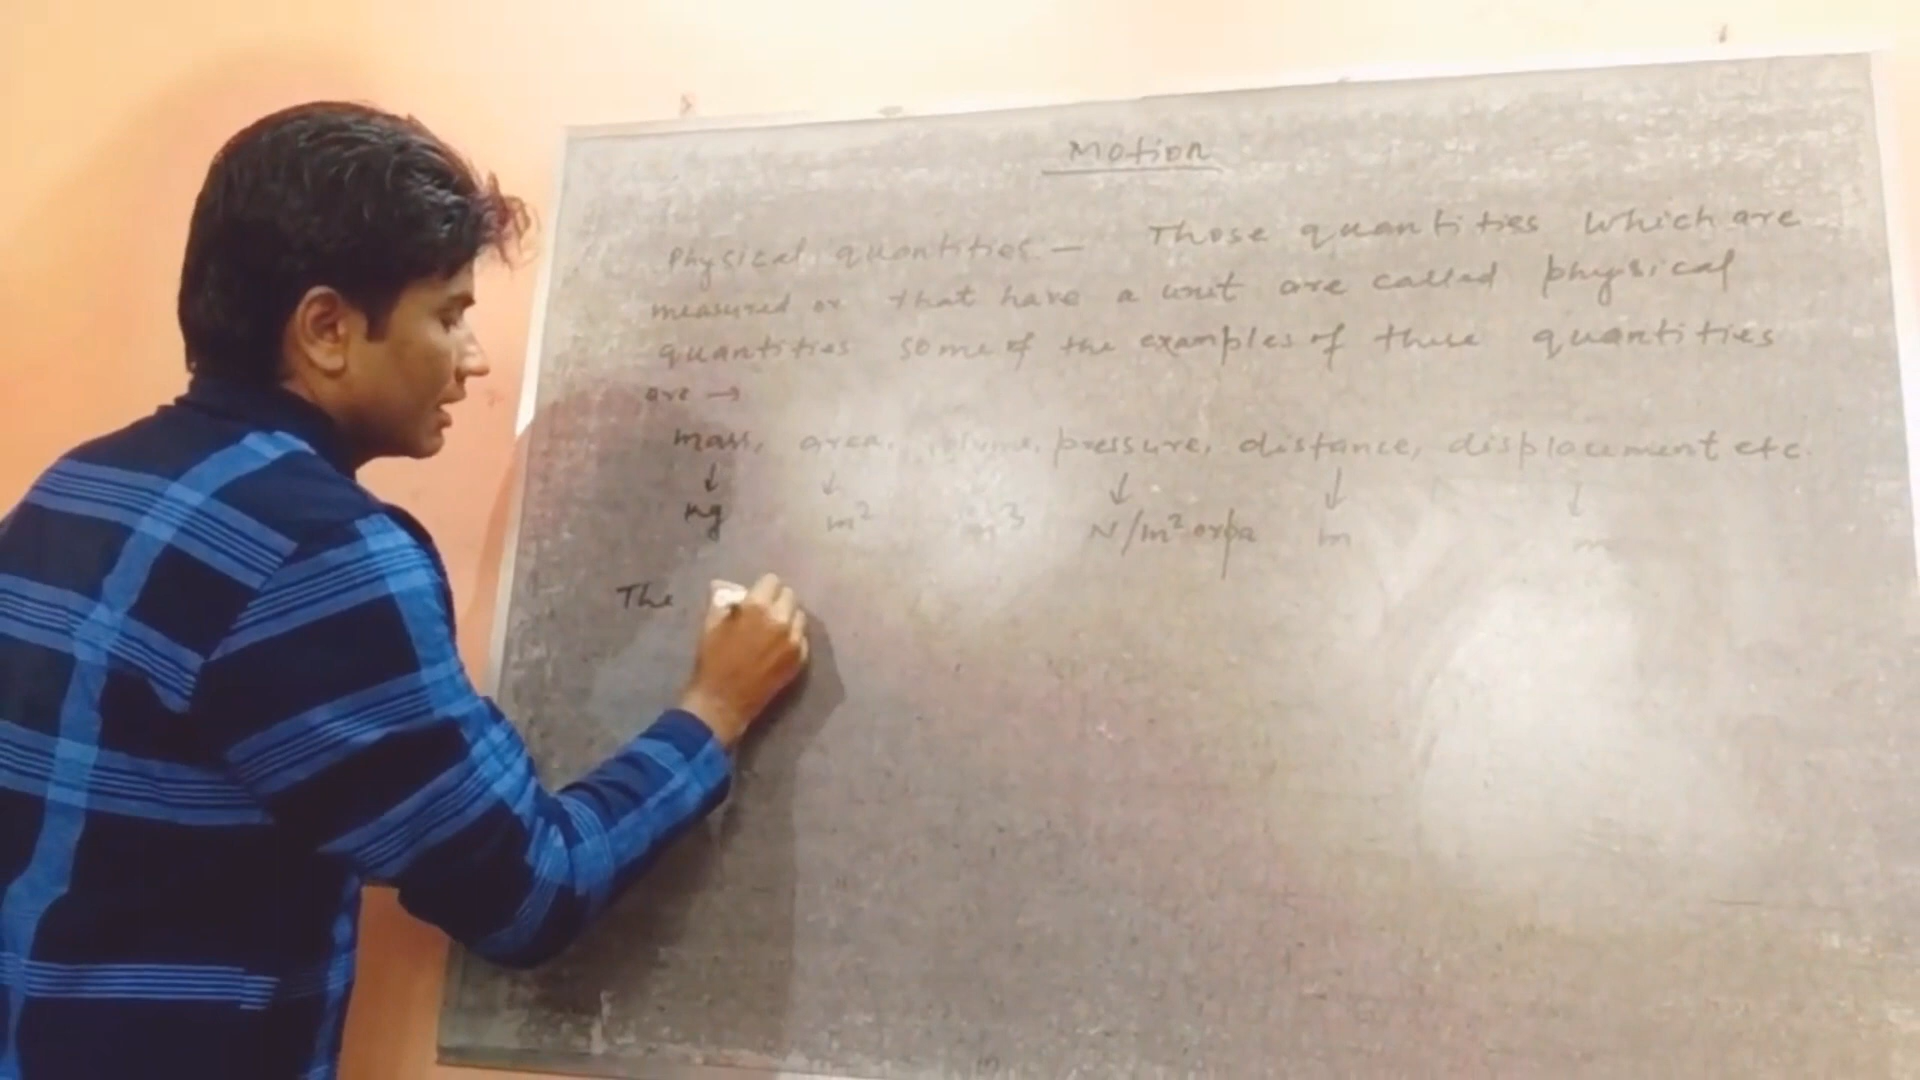 Motion
Physical quantities — Those quantities which are
measured or that have a unit are called physical
quantities some of the examples of these quantities
are →
mass, area, volume, pressure, distance, displacement etc.
↓ ↓ ↓ ↓ ↓ ↓
kg m² m³ N/m² or pa m m
The